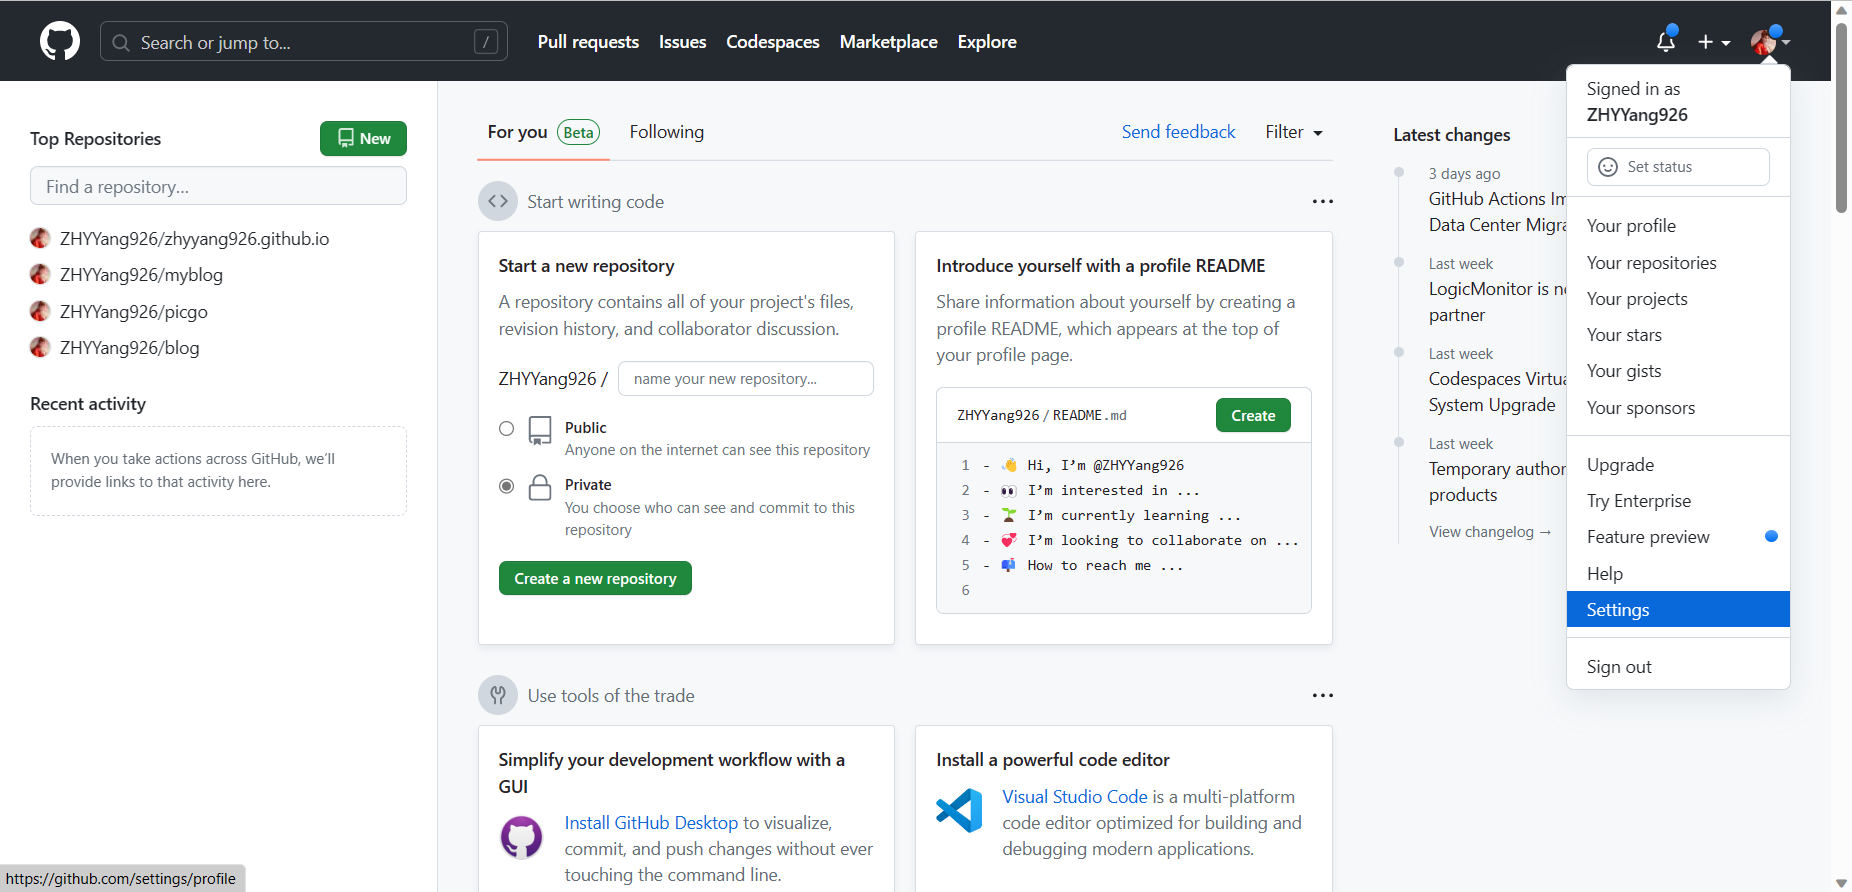 Search or jump to...
/
Pull requests
Issues
Codespaces
Marketplace
Explore
Top Repositories
New
Find a repository...
ZHYYang926/zhyyang926.github.io
ZHYYang926/myblog
ZHYYang926/picgo
ZHYYang926/blog
Recent activity
When you take actions across GitHub, we'll
provide links to that activity here.
For you
Beta
Following
Send feedback
Filter
Start writing code
Start a new repository
A repository contains all of your project's files,
revision history, and collaborator discussion.
ZHYYang926 /
name your new repository...
Public
Anyone on the internet can see this repository
Private
You choose who can see and commit to this
repository
Create a new repository
Introduce yourself with a profile README
Share information about yourself by creating a
profile README, which appears at the top of
your profile page.
ZHYYang926 / README.md
Create
1 - 👋 Hi, I’m @ZHYYang926
2 - 👀 I’m interested in ...
3 - 🌱 I’m currently learning ...
4 - 💞️ I’m looking to collaborate on ...
5 - 📫 How to reach me ...
6
Use tools of the trade
Simplify your development workflow with a
GUI
Install GitHub Desktop to visualize,
commit, and push changes without ever
touching the command line.
Install a powerful code editor
Visual Studio Code is a multi-platform
code editor optimized for building and
debugging modern applications.
Latest changes
3 days ago
GitHub Actions Im
Data Center Migra
Last week
LogicMonitor is n
partner
Last week
Codespaces Virtua
System Upgrade
Last week
Temporary author
products
View changelog →
Signed in as
ZHYYang926
Set status
Your profile
Your repositories
Your projects
Your stars
Your gists
Your sponsors
Upgrade
Try Enterprise
Feature preview
Help
Settings
Sign out
https://github.com/settings/profile